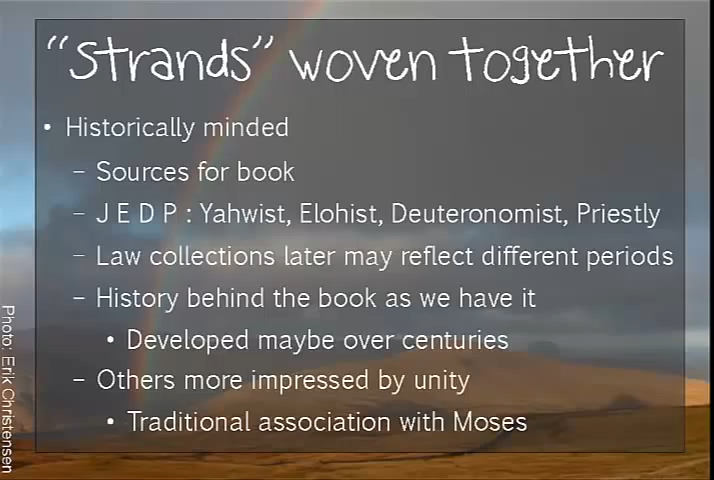 “Strands” woven together
• Historically minded
– Sources for book
– J E D P : Yahwist, Elohist, Deuteronomist, Priestly
– Law collections later may reflect different periods
– History behind the book as we have it
• Developed maybe over centuries
– Others more impressed by unity
• Traditional association with Moses
Photo: Erik Christensen